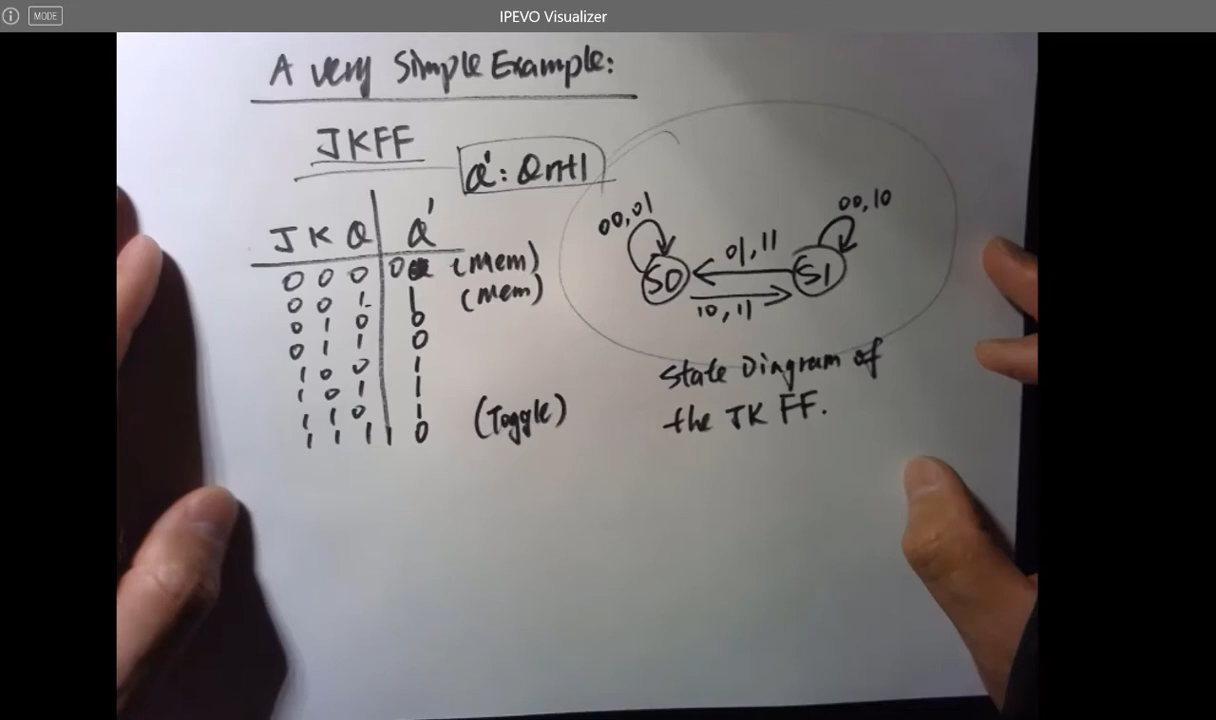 MODE
IPEVO Visualizer
A very Simple Example:
JKFF
Q': Qn+1
J K Q Q'
0 0 0 0 (Mem)
0 0 1 1 (Mem)
0 1 0 0
0 1 1 0
1 0 0 1
1 0 1 1
1 1 0 1 (Toggle)
1 1 1 0
00,01
00,10
01,11
S0
S1
10,11
State Diagram of
the JK FF.